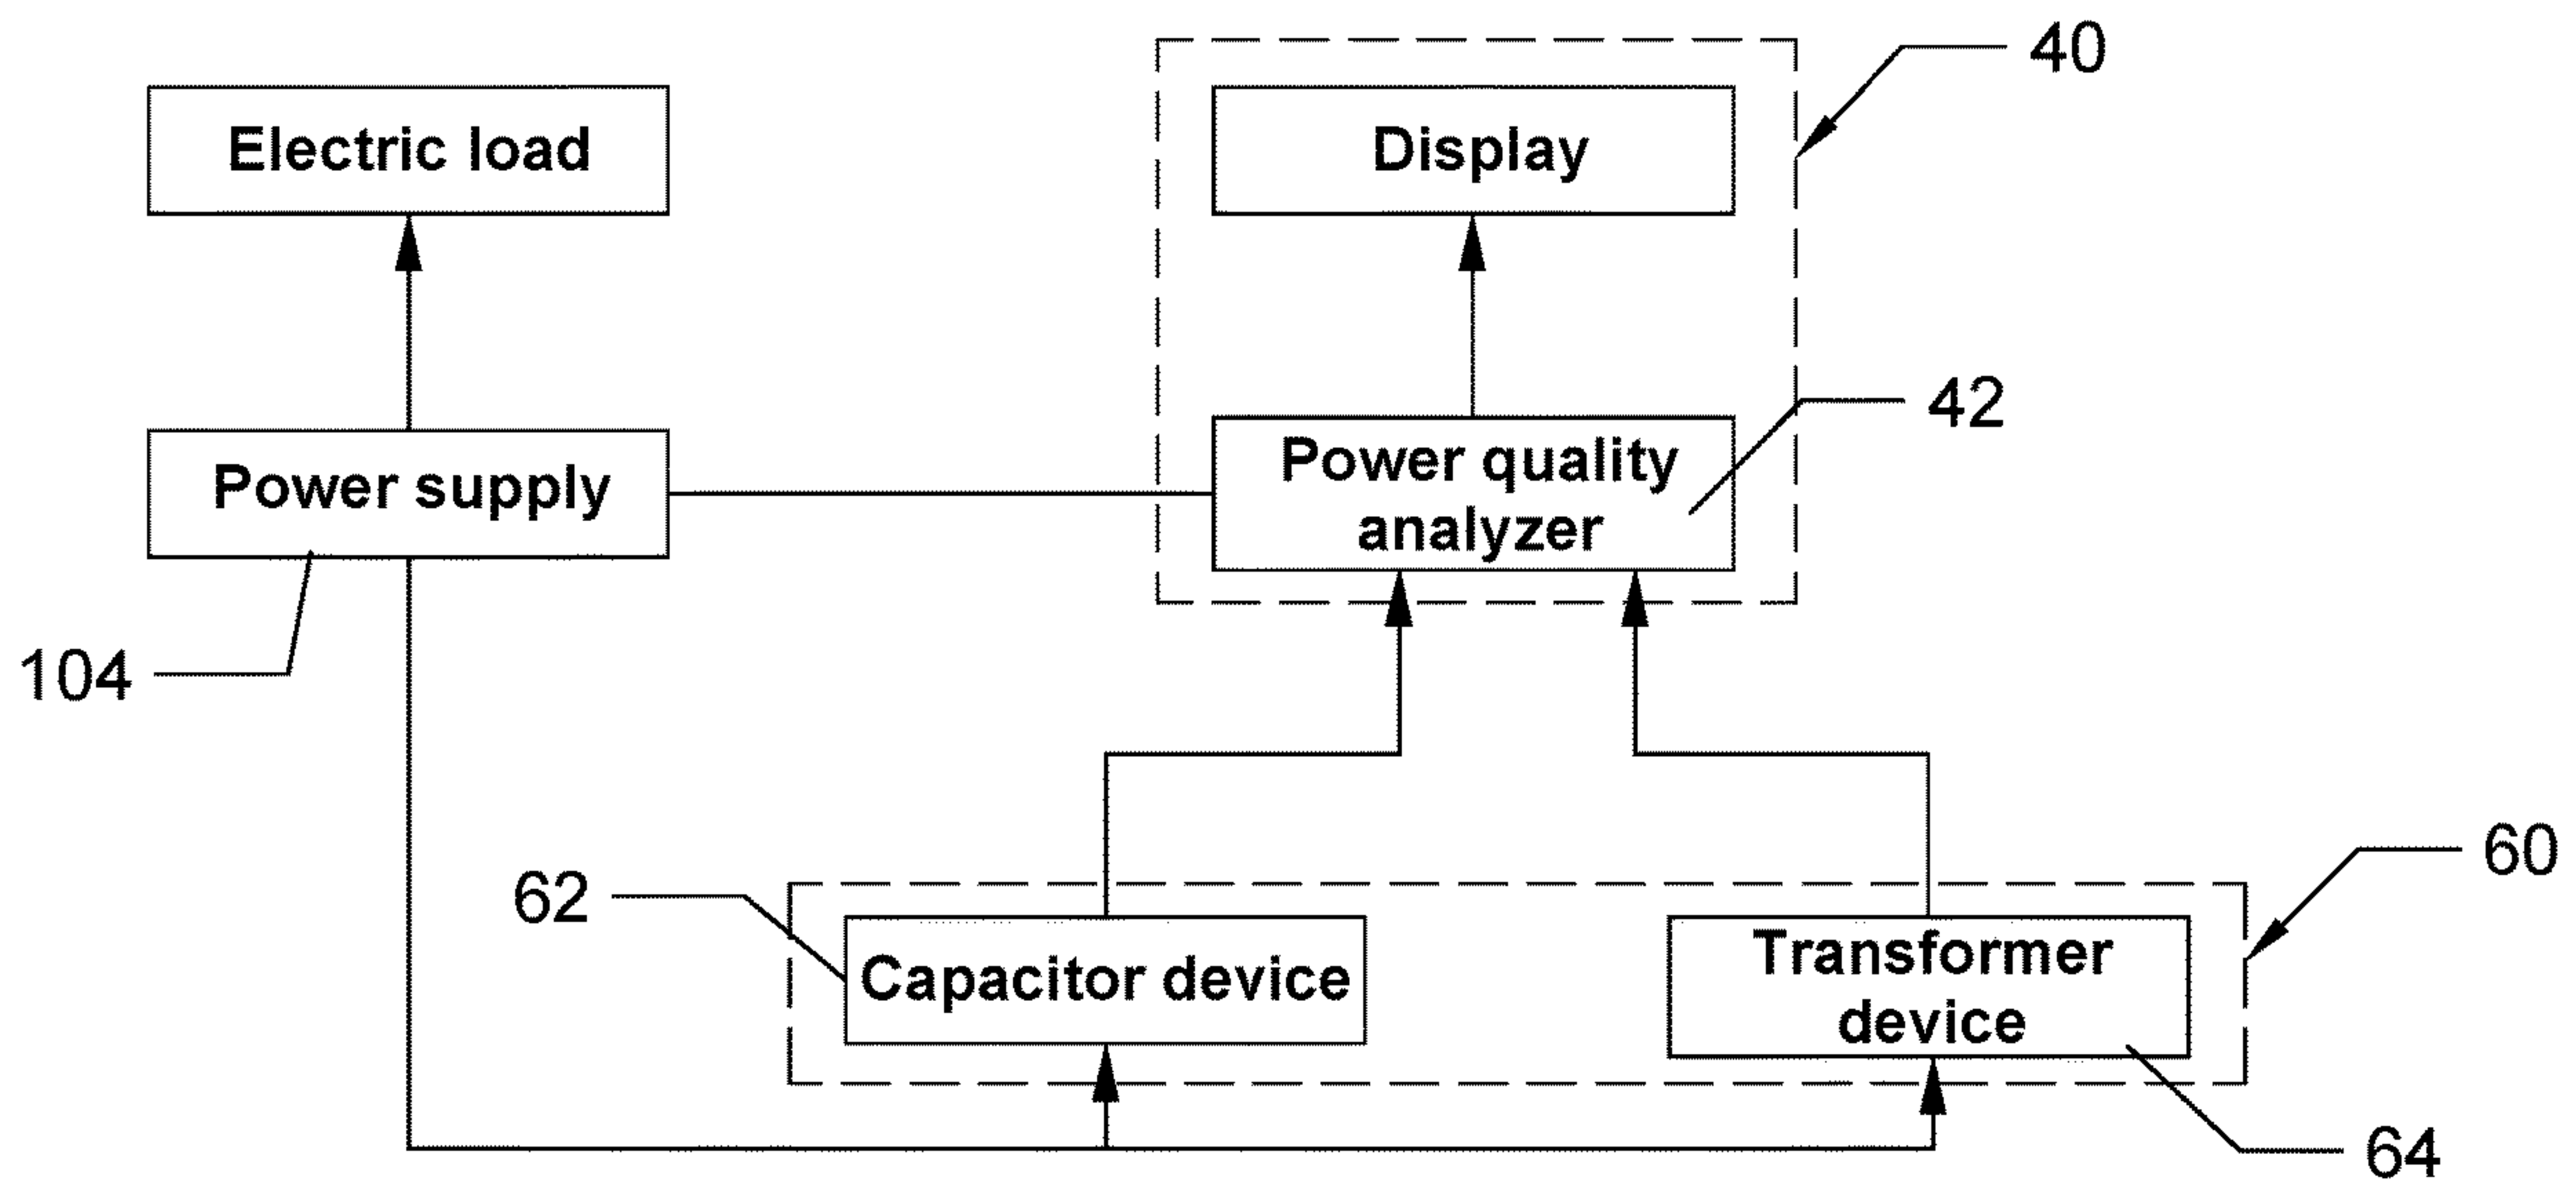 40
Electric load
Display
42
Power supply
Power quality
analyzer
104
60
62
Capacitor device
Transformer
device
64